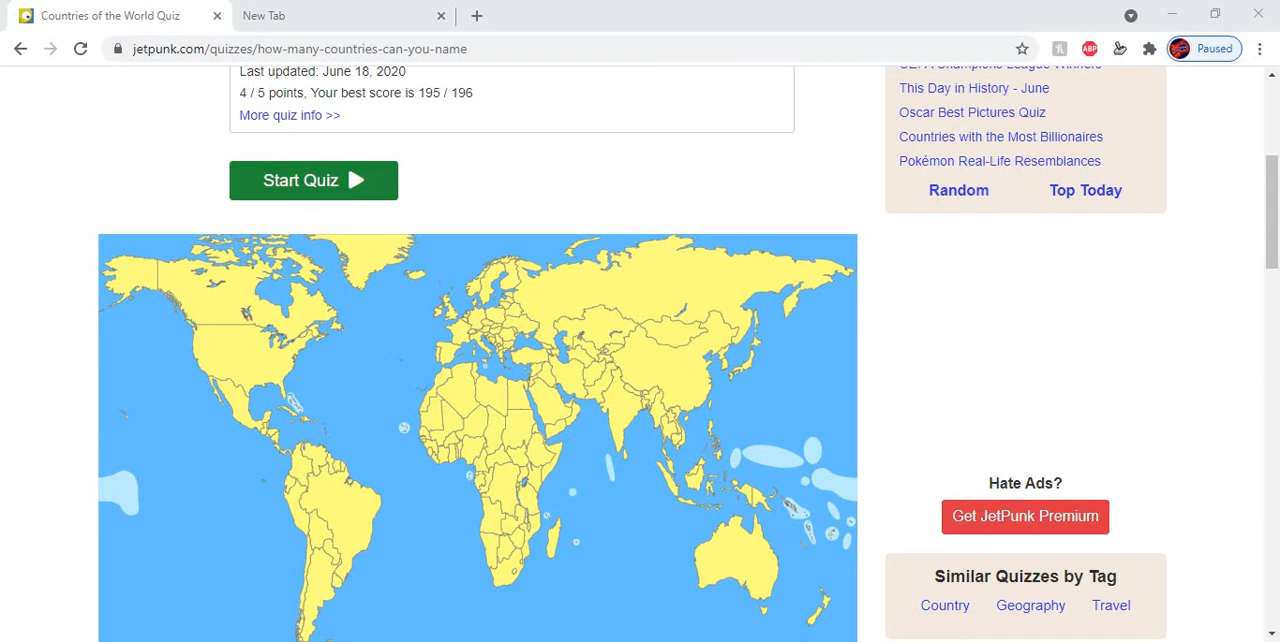 Countries of the World Quiz
New Tab
jetpunk.com/quizzes/how-many-countries-can-you-name
ABP
Paused
Last updated: June 18, 2020
4 / 5 points, Your best score is 195 / 196
More quiz info >>
Start Quiz
This Day in History - June
Oscar Best Pictures Quiz
Countries with the Most Billionaires
Pokémon Real-Life Resemblances
Random Top Today
Hate Ads?
Get JetPunk Premium
Similar Quizzes by Tag
Country Geography Travel